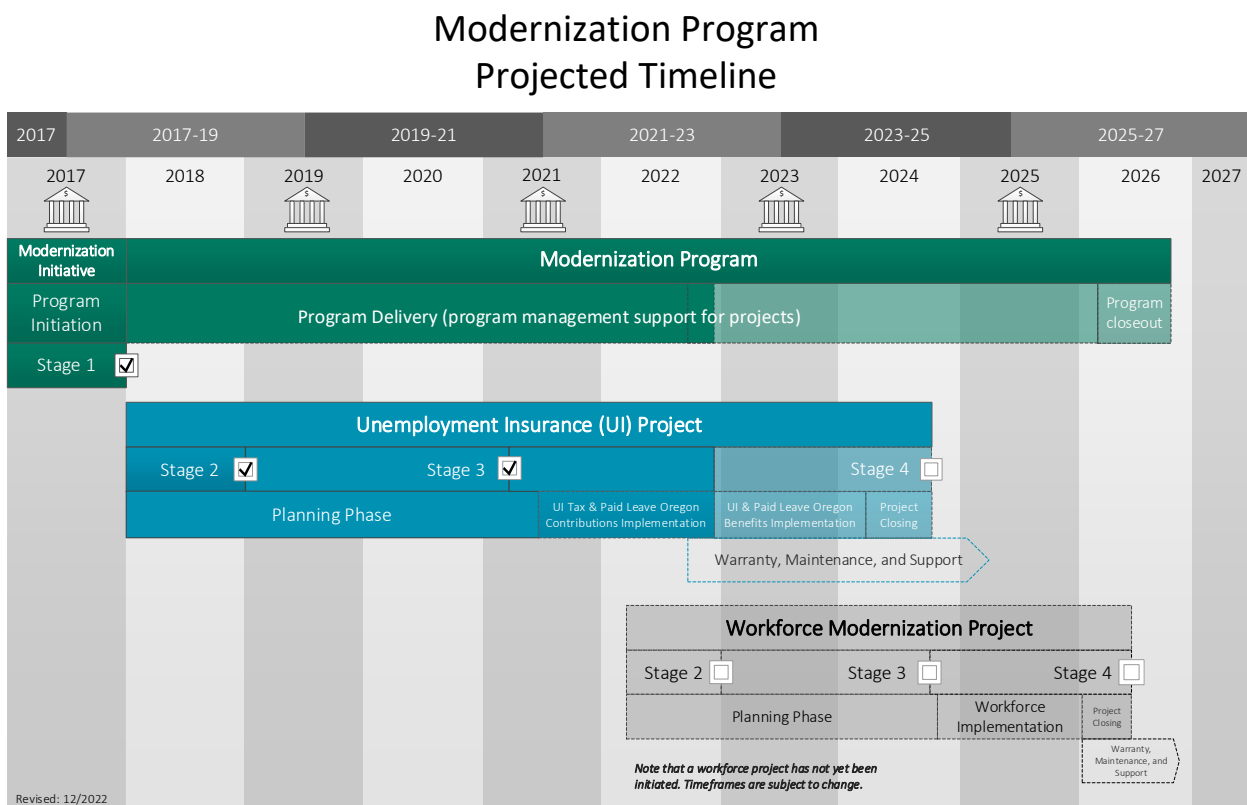 Modernization Program
Projected Timeline
2017 2017-19 2019-21 2021-23 2023-25 2025-27
2017 2018 2019 2020 2021 2022 2023 2024 2025 2026 2027
$ $ $ $ $
Modernization
Initiative
Modernization Program
Program
Initiation
Program Delivery (program management support for projects)
Program
closeout
Stage 1
Unemployment Insurance (UI) Project
Stage 2 Stage 3 Stage 4
Planning Phase
UI Tax & Paid Leave Oregon
Contributions Implementation
UI & Paid Leave Oregon
Benefits Implementation
Project
Closing
Warranty, Maintenance, and Support
Workforce Modernization Project
Stage 2 Stage 3 Stage 4
Planning Phase
Workforce
Implementation
Project
Closing
Warranty,
Maintenance, and
Support
Note that a workforce project has not yet been
initiated. Timeframes are subject to change.
Revised: 12/2022